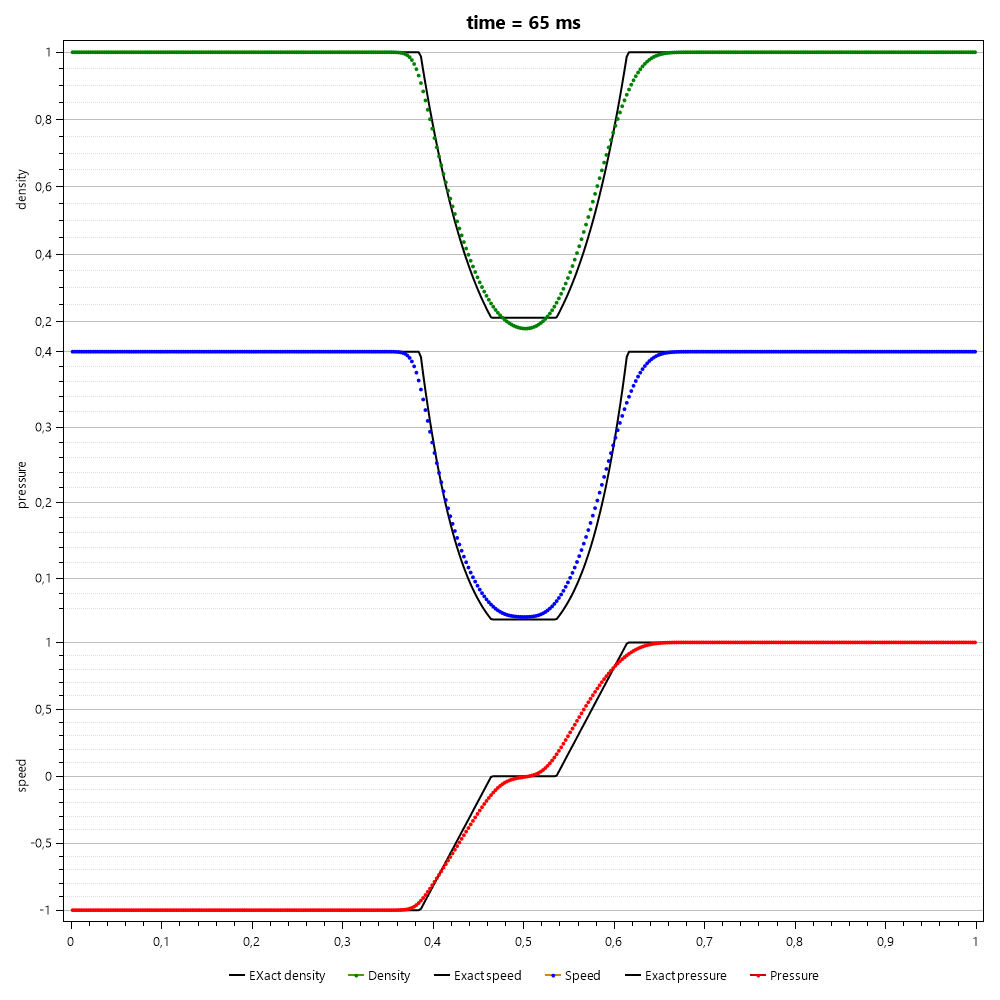 time = 65 ms
1
0,8
0,6
0,4
0,2
density
0,4
0,3
0,2
0,1
pressure
1
0,5
0
-0,5
-1
speed
0 0,1 0,2 0,3 0,4 0,5 0,6 0,7 0,8 0,9 1
EXact density Density Exact speed Speed Exact pressure Pressure